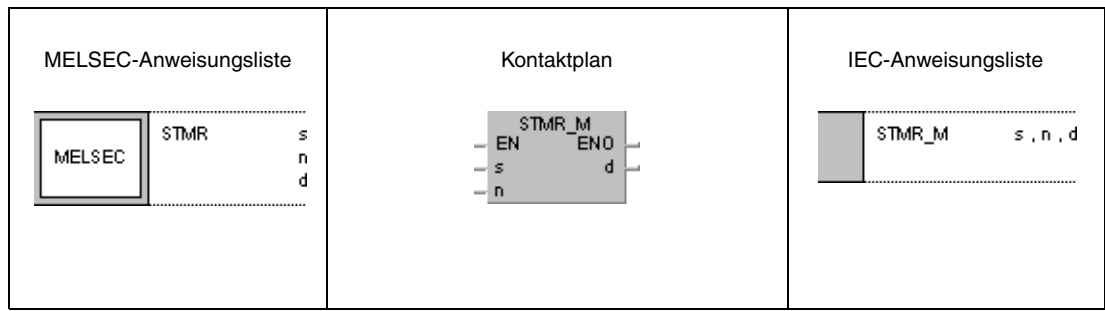 MELSEC-Anweisungsliste
MELSEC
STMR s
n
d
Kontaktplan
STMR_M
EN ENO
s d
n
IEC-Anweisungsliste
STMR_M s , n , d